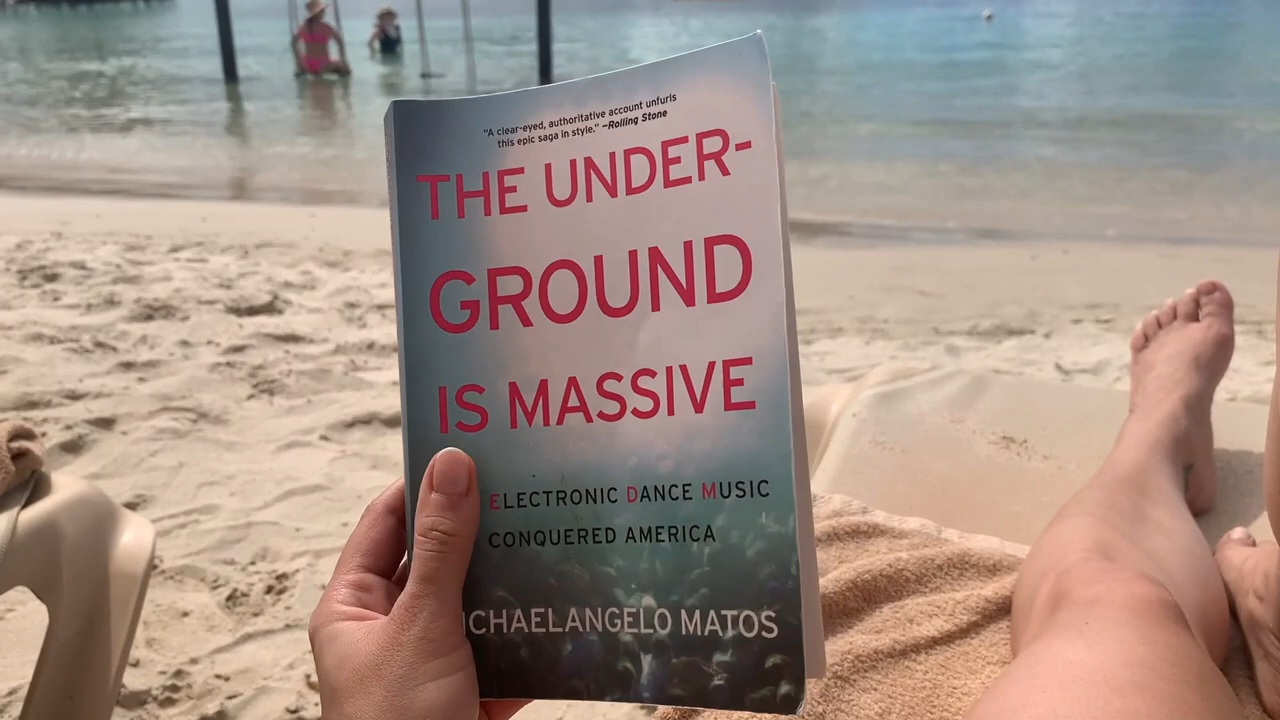 "A clear-eyed, authoritative account unfurls
this epic saga in style." —Rolling Stone
THE UNDER-
GROUND
IS MASSIVE
ELECTRONIC DANCE MUSIC
CONQUERED AMERICA
ICHAELANGELO MATOS